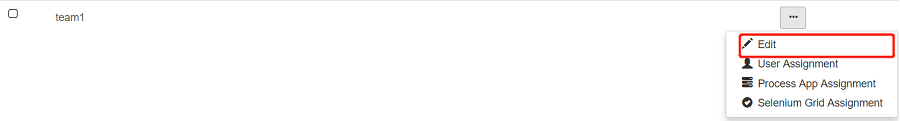 team1
Edit
User Assignment
Process App Assignment
Selenium Grid Assignment